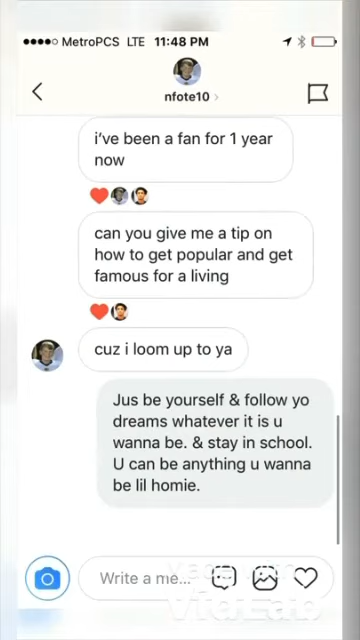 MetroPCS LTE 11:48 PM
nfote10
i've been a fan for 1 year
now
can you give me a tip on
how to get popular and get
famous for a living
cuz i loom up to ya
Jus be yourself & follow yo
dreams whatever it is u
wanna be. & stay in school.
U can be anything u wanna
be lil homie.
Write a me...
VidLab